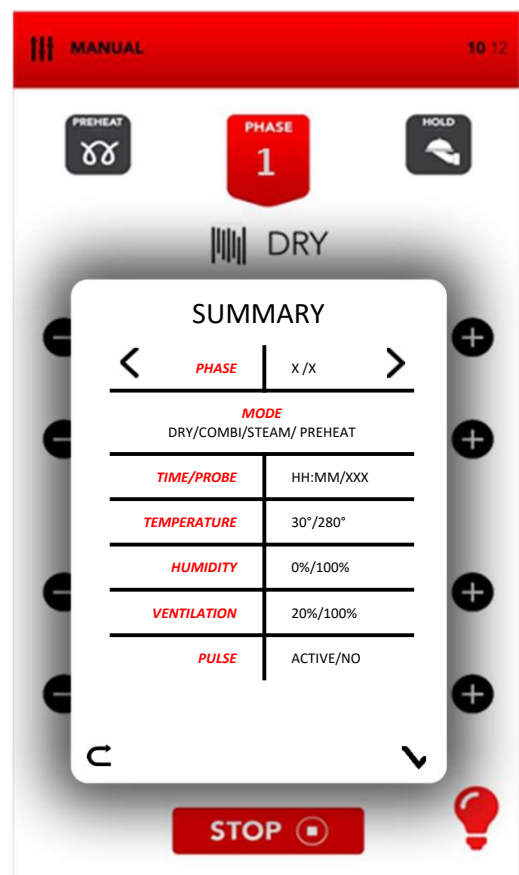 MANUAL 10 12
PREHEAT
PHASE
1
HOLD
DRY
SUMMARY
PHASE X /X
MODE
DRY/COMBI/STEAM/ PREHEAT
TIME/PROBE HH:MM/XXX
TEMPERATURE 30°/280°
HUMIDITY 0%/100%
VENTILATION 20%/100%
PULSE ACTIVE/NO
STOP